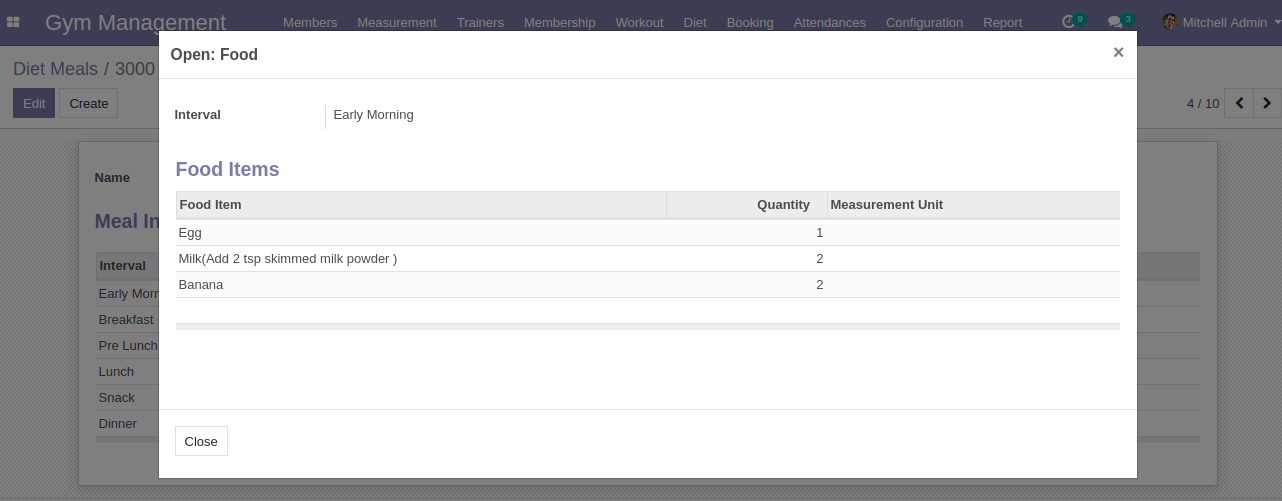 Gym Management Members Measurement Trainers Membership Workout Diet Booking Attendances Configuration Report 9 3 Mitchell Admin
Diet Meals / 3000
Edit Create 4 / 10
Open: Food ×
Interval Early Morning
Food Items
Food Item Quantity Measurement Unit
Egg 1
Milk(Add 2 tsp skimmed milk powder ) 2
Banana 2
Close
Name
Meal In
Interval
Early Morn
Breakfast
Pre Lunch
Lunch
Snack
Dinner